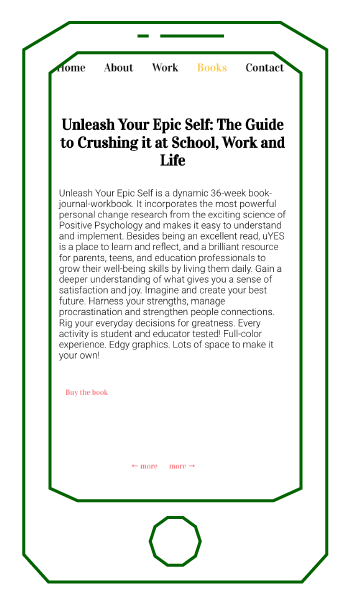 Home About Work Books Contact
Unleash Your Epic Self: The Guide
to Crushing it at School, Work and
Life
Unleash Your Epic Self is a dynamic 36-week book-
journal-workbook. It incorporates the most powerful
personal change research from the exciting science of
Positive Psychology and makes it easy to understand
and implement. Besides being an excellent read, uYES
is a place to learn and reflect, and a brilliant resource
for parents, teens, and education professionals to
grow their well-being skills by living them daily. Gain a
deeper understanding of what gives you a sense of
satisfaction and joy. Imagine and create your best
future. Harness your strengths, manage
procrastination and strengthen people connections.
Rig your everyday decisions for greatness. Every
activity is student and educator tested! Full-color
experience. Edgy graphics. Lots of space to make it
your own!
Buy the book
← more more →